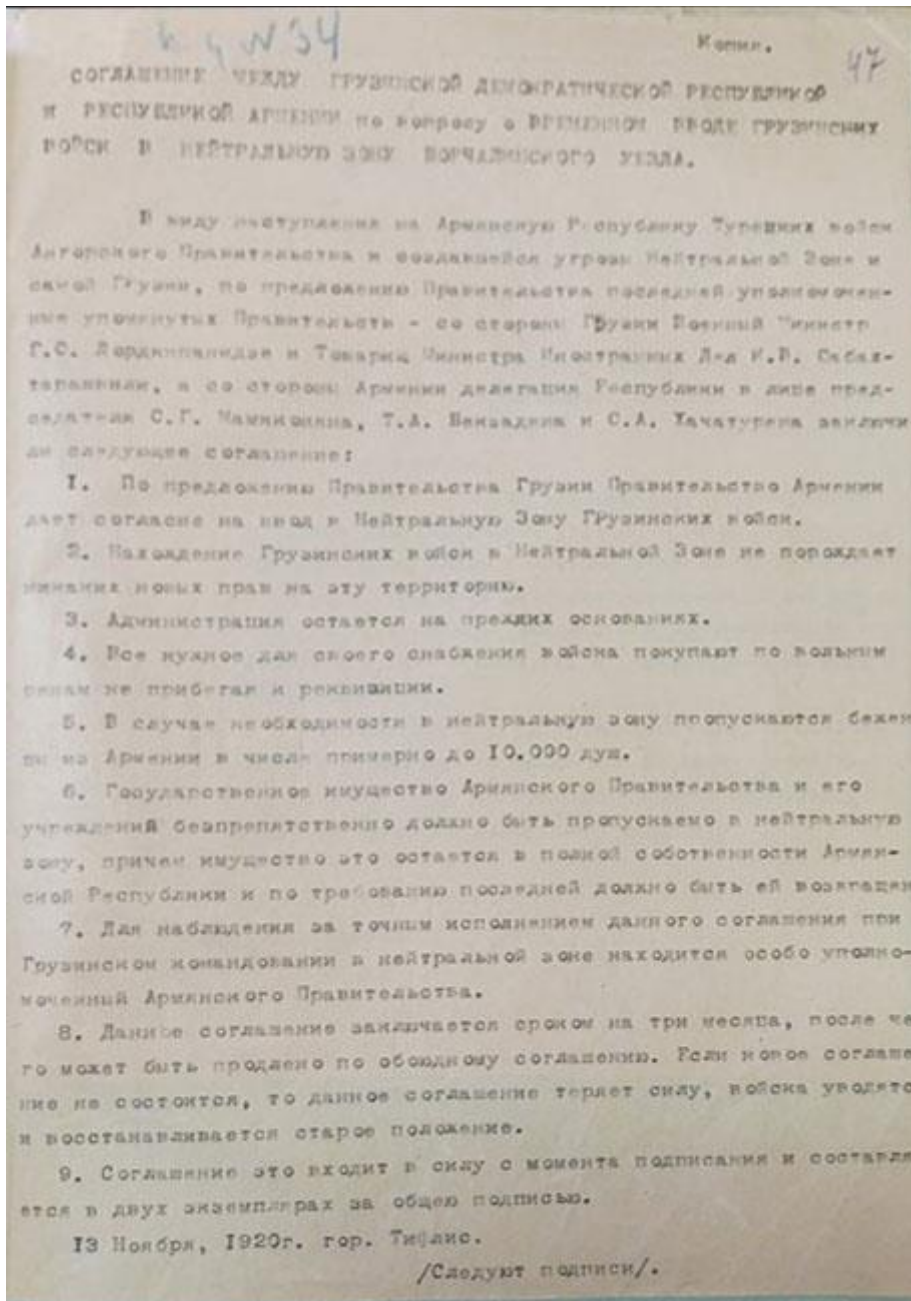 №34
Копия.
47
СОГЛАШЕНИЕ МЕЖДУ ГРУЗИНСКОЙ ДЕМОКРАТИЧЕСКОЙ РЕСПУБЛИКОЙ
И РЕСПУБЛИКОЙ АРМЕНИИ по вопросу о ВРЕМЕННОМ ВВОДЕ ГРУЗИНСКИХ
ВОЙСК В НЕЙТРАЛЬНУЮ ЗОНУ БОРЧАЛИНСКОГО УЕЗДА.
В виду наступления на Армянскую Республику Турецких войск
Ангорского Правительства и создавшейся угрозы Нейтральной Зоне и
самой Грузии, по предложению Правительства последней уполномочен-
ные упомянутых Правительств - со стороны Грузии Военный Министр
Г.С. Лордкипанидзе и Товарищ Министра Иностранных Дел К.В. Сабах-
тарашвили, а со стороны Армении делегация Республики в лице пред-
седателя С.Г. Мамиконяна, Т.А. Бекзадяна и С.А. Хачатуряна заключи
ли следующее соглашение:
1. По предложению Правительства Грузии Правительство Армении
дает согласие на ввод в Нейтральную Зону Грузинских войск.
2. Нахождение Грузинских войск в Нейтральной Зоне не порождает
никаких новых прав на эту территорию.
3. Администрация остается на прежних основаниях.
4. Все нужное для своего снабжения войска покупают по вольным
ценам не прибегая к реквизиции.
5. В случае необходимости в нейтральную зону пропускаются бежен
цы из Армении в числе примерно до 10.000 душ.
6. Государственное имущество Армянского Правительства и его
учреждений безпрепятственно должно быть пропускаемо в нейтральную
зону, причем имущество это остается в полной собственности Армян-
ской Республики и по требованию последней должно быть ей возвращен
7. Для наблюдения за точным исполнением данного соглашения при
Грузинском командовании в нейтральной зоне находится особо уполно-
моченный Армянского Правительства.
8. Данное соглашение заключается сроком на три месяца, после че
го может быть продлено по обоюдному соглашению. Если новое соглаше
ние не состоится, то данное соглашение теряет силу, войска уводятс
и восстанавливается старое положение.
9. Соглашение это входит в силу с момента подписания и составля
ется в двух экземплярах за общею подписью.
13 Ноября, 1920г. гор. Тифлис.
/Следуют подписи/.